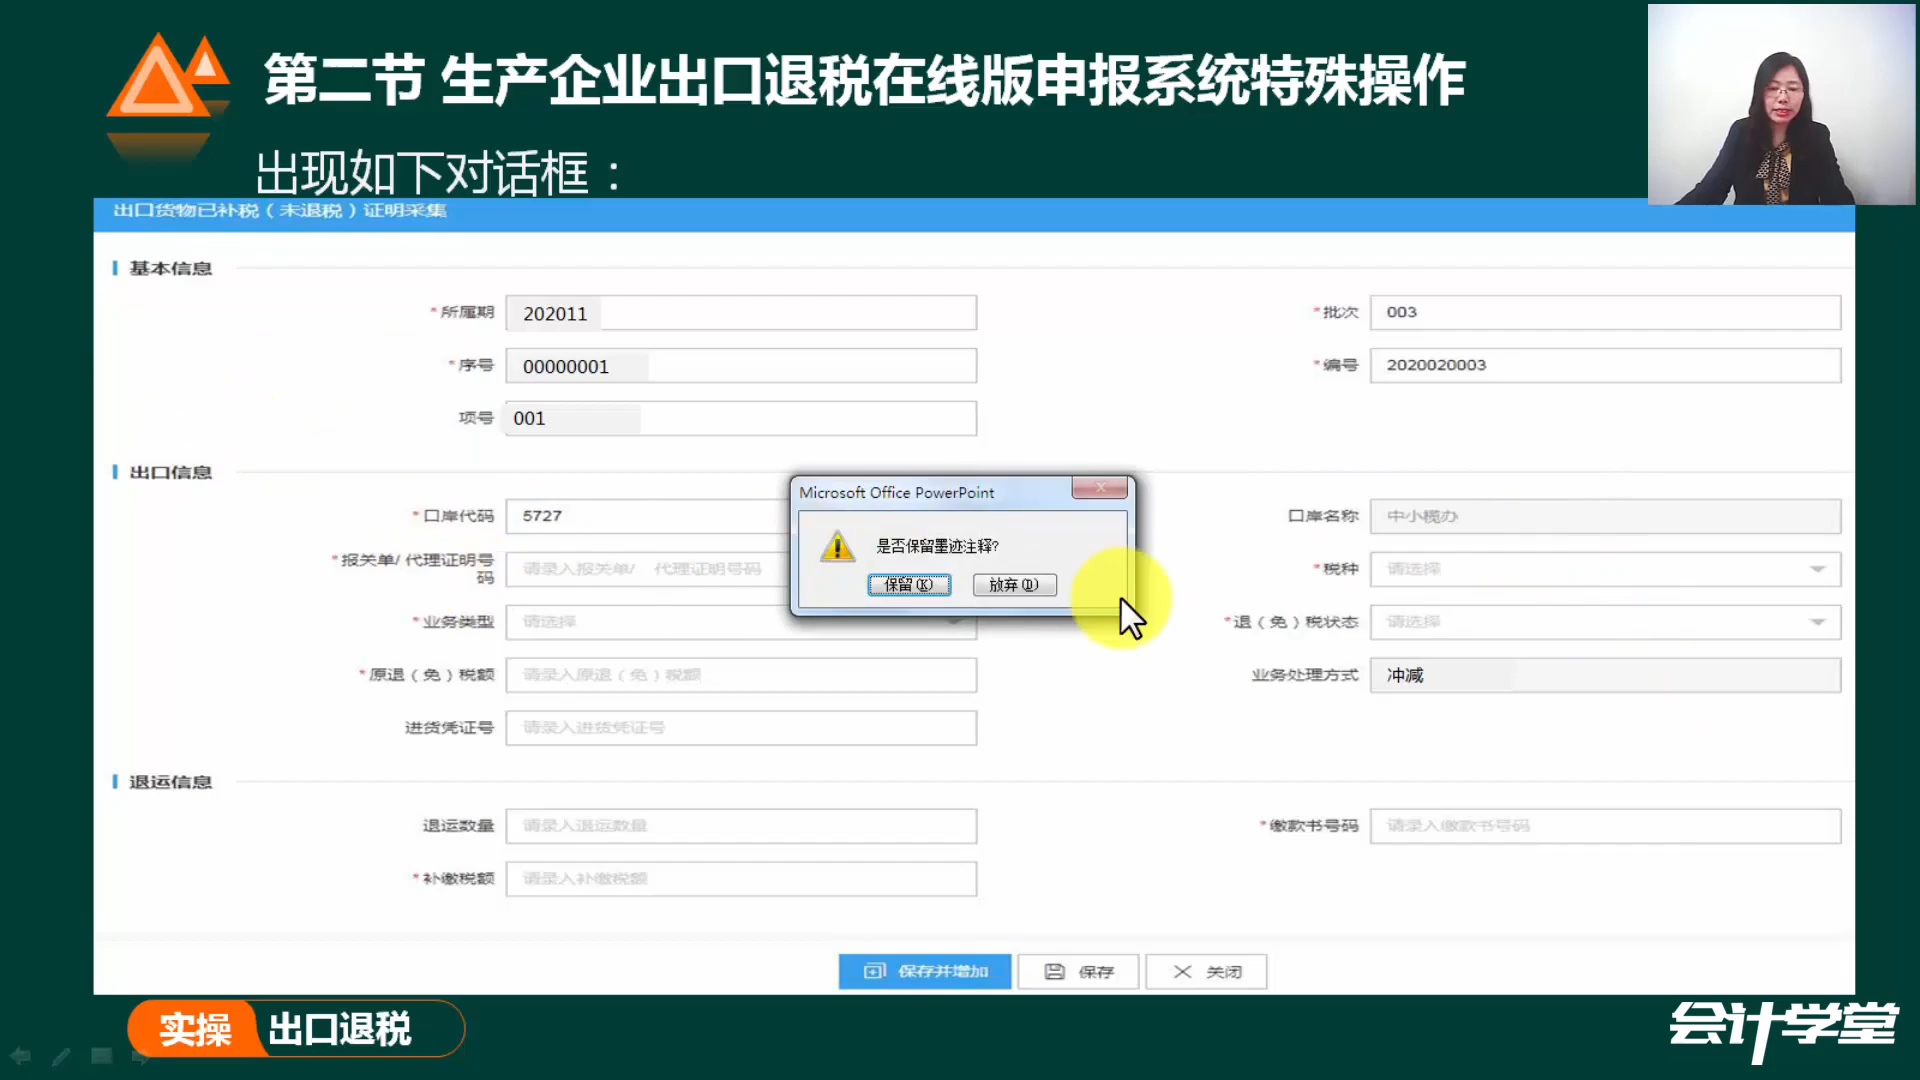 第二节 生产企业出口退税在线版申报系统特殊操作
出现如下对话框：
出口货物已补税（未退税）证明采集
基本信息
*所属期 202011 *批次 003
*序号 00000001 *编号 2020020003
项号 001
出口信息
*口岸代码 5727 口岸名称 中小榄办
*报关单/ 代理证明号码 请录入报关单/ 代理证明号码 *税种 请选择
*业务类型 请选择 *退（免）税状态 请选择
*原退（免）税额 请录入原退（免）税额 业务处理方式 冲减
进货凭证号 请录入进货凭证号
Microsoft Office PowerPoint
是否保留墨迹注释?
保留(K) 放弃(D)
退运信息
退运数量 请录入退运数量 *缴款书号码 请录入缴款书号码
*补缴税额 请录入补缴税额
保存并增加 保存 关闭
实操 出口退税
会计学堂